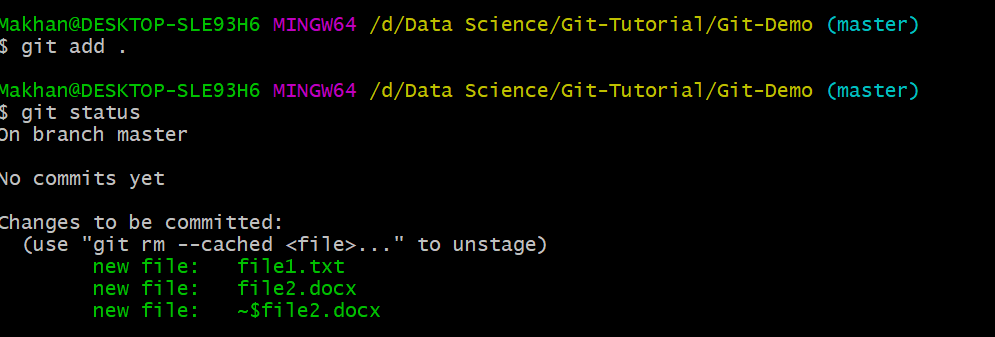 Makhan@DESKTOP-SLE93H6 MINGW64 /d/Data Science/Git-Tutorial/Git-Demo (master)
$ git add .
Makhan@DESKTOP-SLE93H6 MINGW64 /d/Data Science/Git-Tutorial/Git-Demo (master)
$ git status
On branch master
No commits yet
Changes to be committed:
(use "git rm --cached <file>..." to unstage)
new file: file1.txt
new file: file2.docx
new file: ~$file2.docx